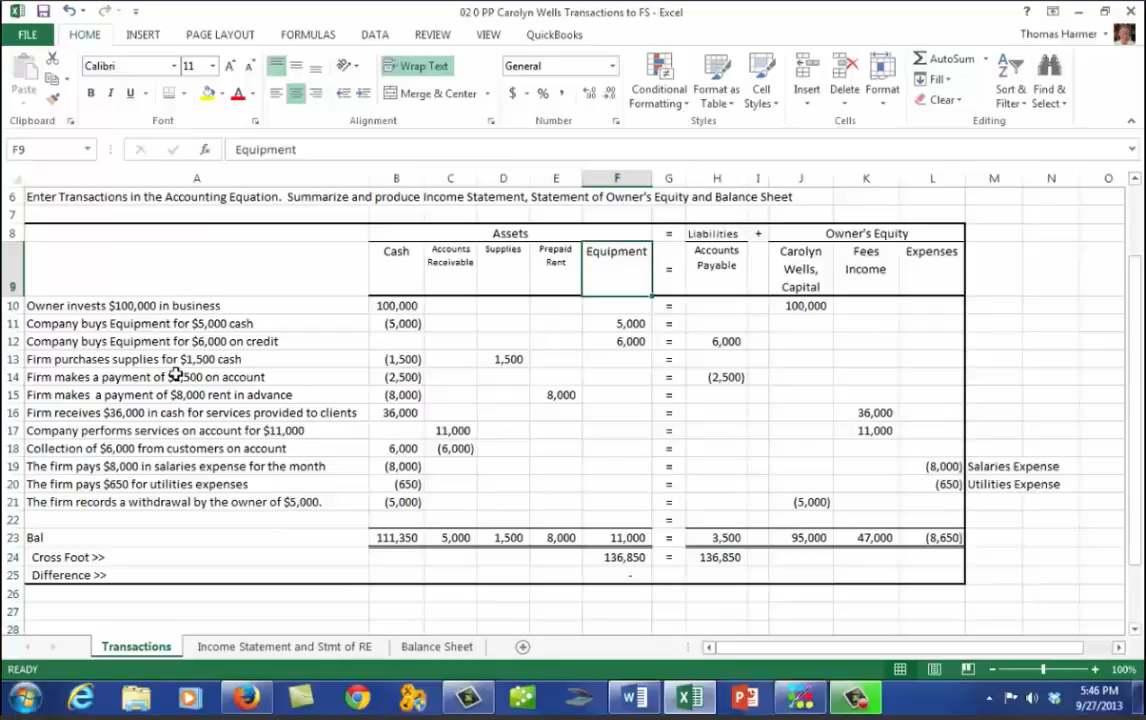 02 0 PP Carolyn Wells Transactions to FS - Excel
FILE HOME INSERT PAGE LAYOUT FORMULAS DATA REVIEW VIEW QuickBooks Thomas Harmer
Calibri 11 Wrap Text General AutoSum
Paste B I U Merge & Center $ % Conditional Formatting Format as Table Cell Styles Insert Delete Format Fill Clear Sort & Filter Find & Select
Clipboard Font Alignment Number Styles Cells Editing
F9 fx Equipment
A B C D E F G H I J K L M N O
6 Enter Transactions in the Accounting Equation. Summarize and produce Income Statement, Statement of Owner's Equity and Balance Sheet
7
8 Assets = Liabilities + Owner's Equity
9 Cash Accounts Receivable Supplies Prepaid Rent Equipment = Accounts Payable Carolyn Wells, Capital Fees Income Expenses
10 Owner invests $100,000 in business 100,000 = 100,000
11 Company buys Equipment for $5,000 cash (5,000) 5,000 =
12 Company buys Equipment for $6,000 on credit 6,000 = 6,000
13 Firm purchases supplies for $1,500 cash (1,500) 1,500 =
14 Firm makes a payment of ,500 on account (2,500) = (2,500)
15 Firm makes a payment of $8,000 rent in advance (8,000) 8,000 =
16 Firm receives $36,000 in cash for services provided to clients 36,000 = 36,000
17 Company performs services on account for $11,000 11,000 = 11,000
18 Collection of $6,000 from customers on account 6,000 (6,000) =
19 The firm pays $8,000 in salaries expense for the month (8,000) = (8,000) Salaries Expense
20 The firm pays $650 for utilities expenses (650) = (650) Utilities Expense
21 The firm records a withdrawal by the owner of $5,000. (5,000) = (5,000)
22 =
23 Bal 111,350 5,000 1,500 8,000 11,000 = 3,500 95,000 47,000 (8,650)
24 Cross Foot >> 136,850 = 136,850
25 Difference >> -
26
27
28
Transactions Income Statement and Stmt of RE Balance Sheet
READY 100%
5:46 PM
9/27/2013